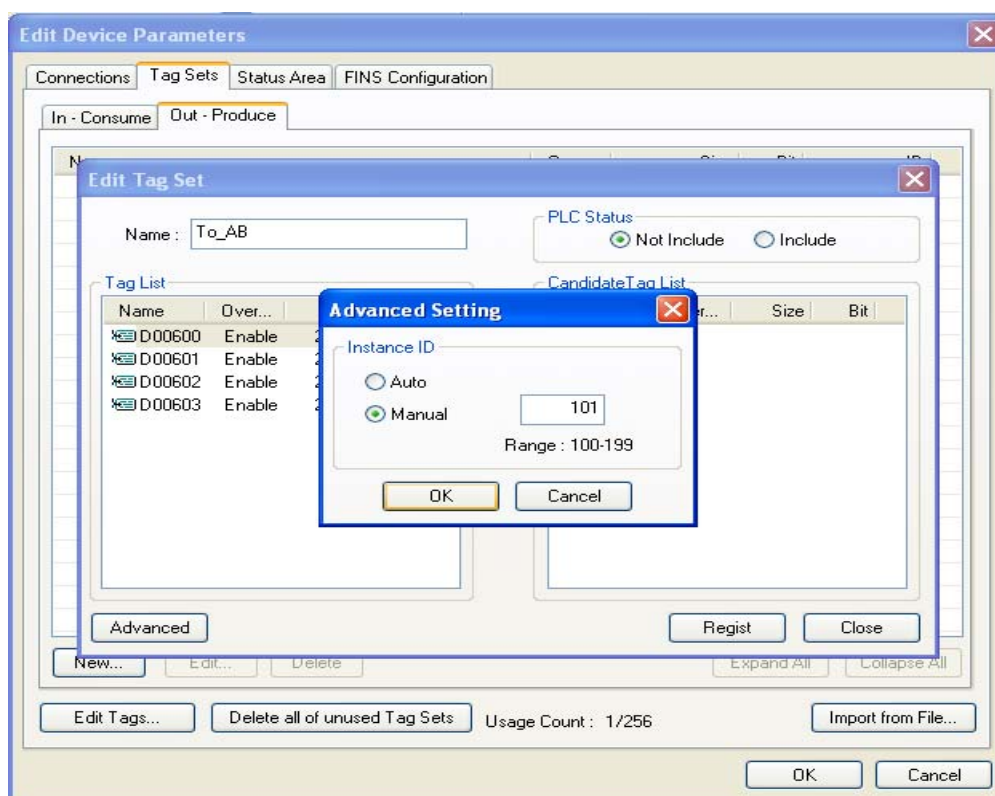 Edit Device Parameters
Connections Tag Sets Status Area FINS Configuration
In - Consume Out - Produce
Edit Tag Set
Name : To_AB
PLC Status
Not Include Include
Tag List
Name Over...
D00600 Enable
D00601 Enable
D00602 Enable
D00603 Enable
CandidateTag List
Size Bit
Advanced Setting
Instance ID
Auto
Manual 101
Range : 100-199
OK Cancel
Advanced Regist Close
New... Edit... Delete Expand All Collapse All
Edit Tags... Delete all of unused Tag Sets Usage Count : 1/256 Import from File...
OK Cancel